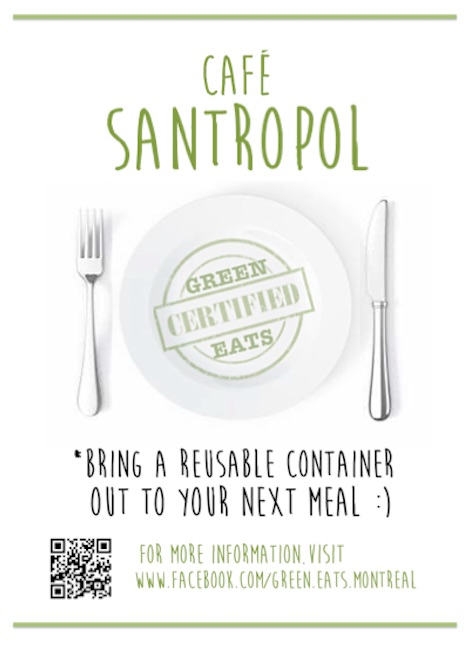 CAFÉ
SANTROPOL
GREEN
CERTIFIED
EATS
*BRING A REUSABLE CONTAINER
OUT TO YOUR NEXT MEAL :)
FOR MORE INFORMATION, VISIT
WWW.FACEBOOK.COM/GREEN.EATS.MONTREAL